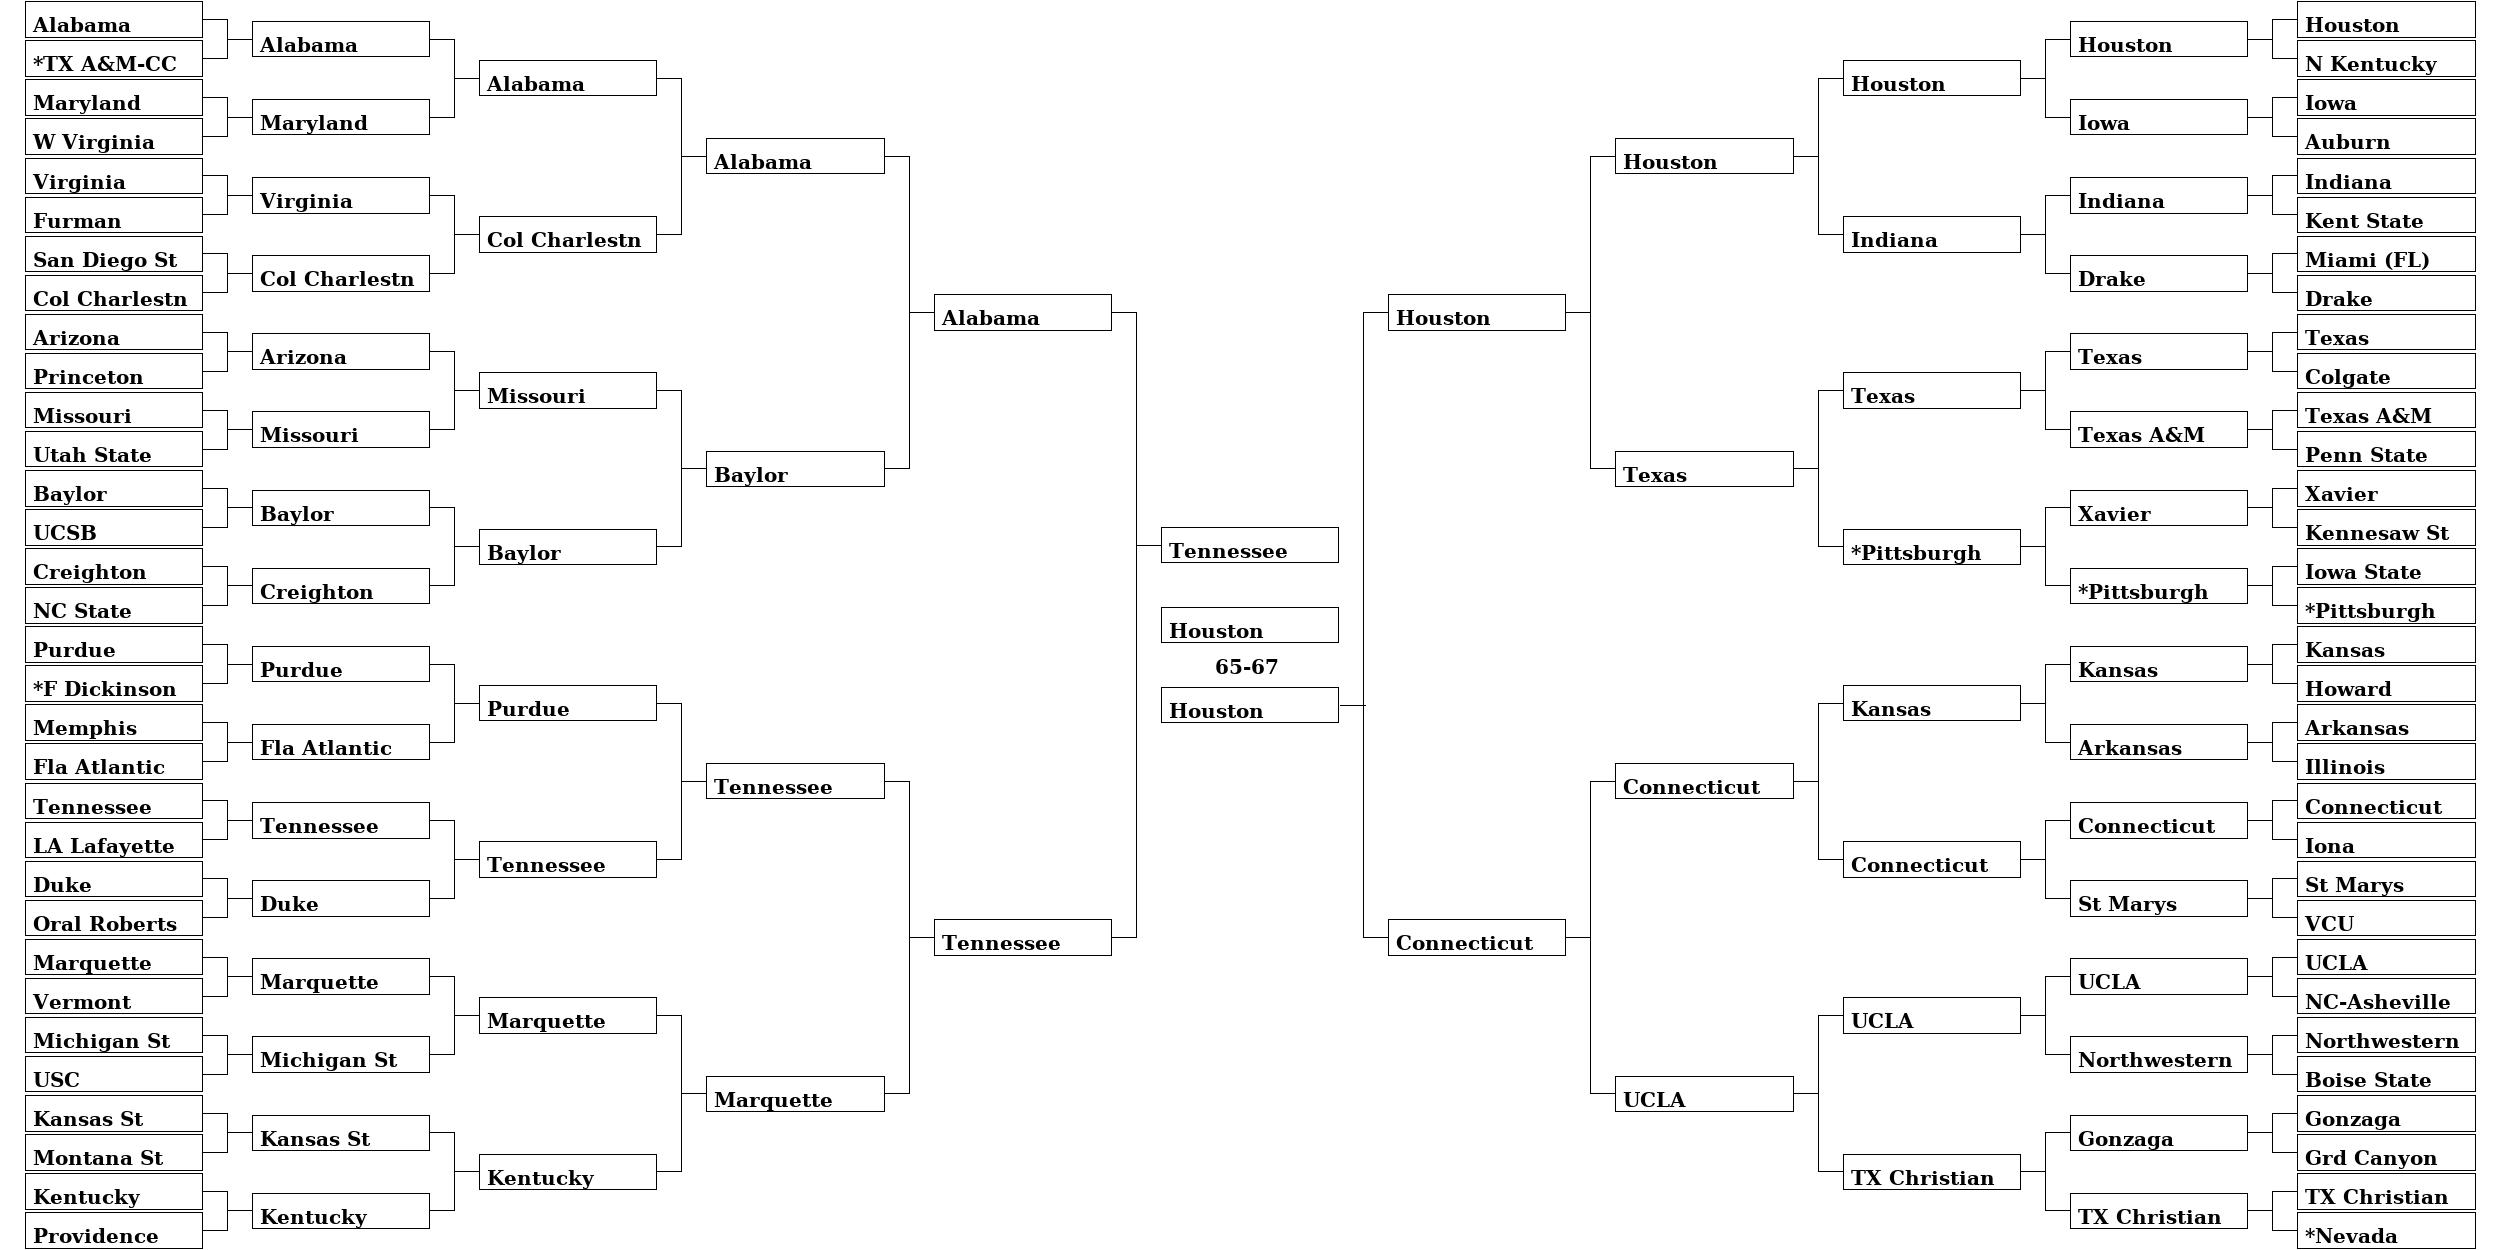 Alabama
*TX A&M-CC
Maryland
W Virginia
Virginia
Furman
San Diego St
Col Charlestn
Arizona
Princeton
Missouri
Utah State
Baylor
UCSB
Creighton
NC State
Purdue
*F Dickinson
Memphis
Fla Atlantic
Tennessee
LA Lafayette
Duke
Oral Roberts
Marquette
Vermont
Michigan St
USC
Kansas St
Montana St
Kentucky
Providence
Alabama
Maryland
Virginia
Col Charlestn
Arizona
Missouri
Baylor
Creighton
Purdue
Fla Atlantic
Tennessee
Duke
Marquette
Michigan St
Kansas St
Kentucky
Alabama
Col Charlestn
Missouri
Baylor
Purdue
Tennessee
Marquette
Kentucky
Alabama
Baylor
Tennessee
Marquette
Alabama
Tennessee
Tennessee
Houston
65-67
Houston
Houston
Connecticut
Houston
Texas
Connecticut
UCLA
Houston
Indiana
Texas
*Pittsburgh
Kansas
Connecticut
UCLA
TX Christian
Houston
Iowa
Indiana
Drake
Texas
Texas A&M
Xavier
*Pittsburgh
Kansas
Arkansas
Connecticut
St Marys
UCLA
Northwestern
Gonzaga
TX Christian
Houston
N Kentucky
Iowa
Auburn
Indiana
Kent State
Miami (FL)
Drake
Texas
Colgate
Texas A&M
Penn State
Xavier
Kennesaw St
Iowa State
*Pittsburgh
Kansas
Howard
Arkansas
Illinois
Connecticut
Iona
St Marys
VCU
UCLA
NC-Asheville
Northwestern
Boise State
Gonzaga
Grd Canyon
TX Christian
*Nevada